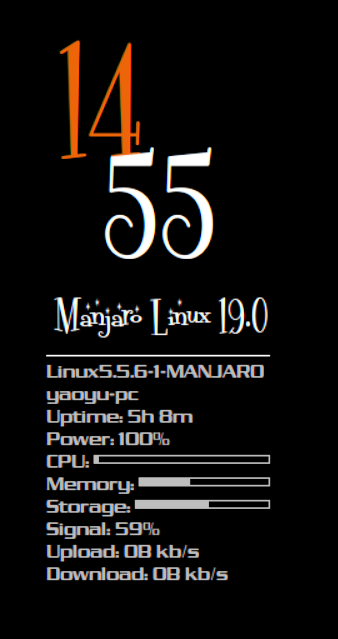 14
55
Manjaro Linux 19.0
Linux5.5.6-1-MANJARO
yaoyu-pc
Uptime: 5h 8m
Power: 100%
CPU:
Memory:
Storage:
Signal: 59%
Upload: 0B kb/s
Download: 0B kb/s